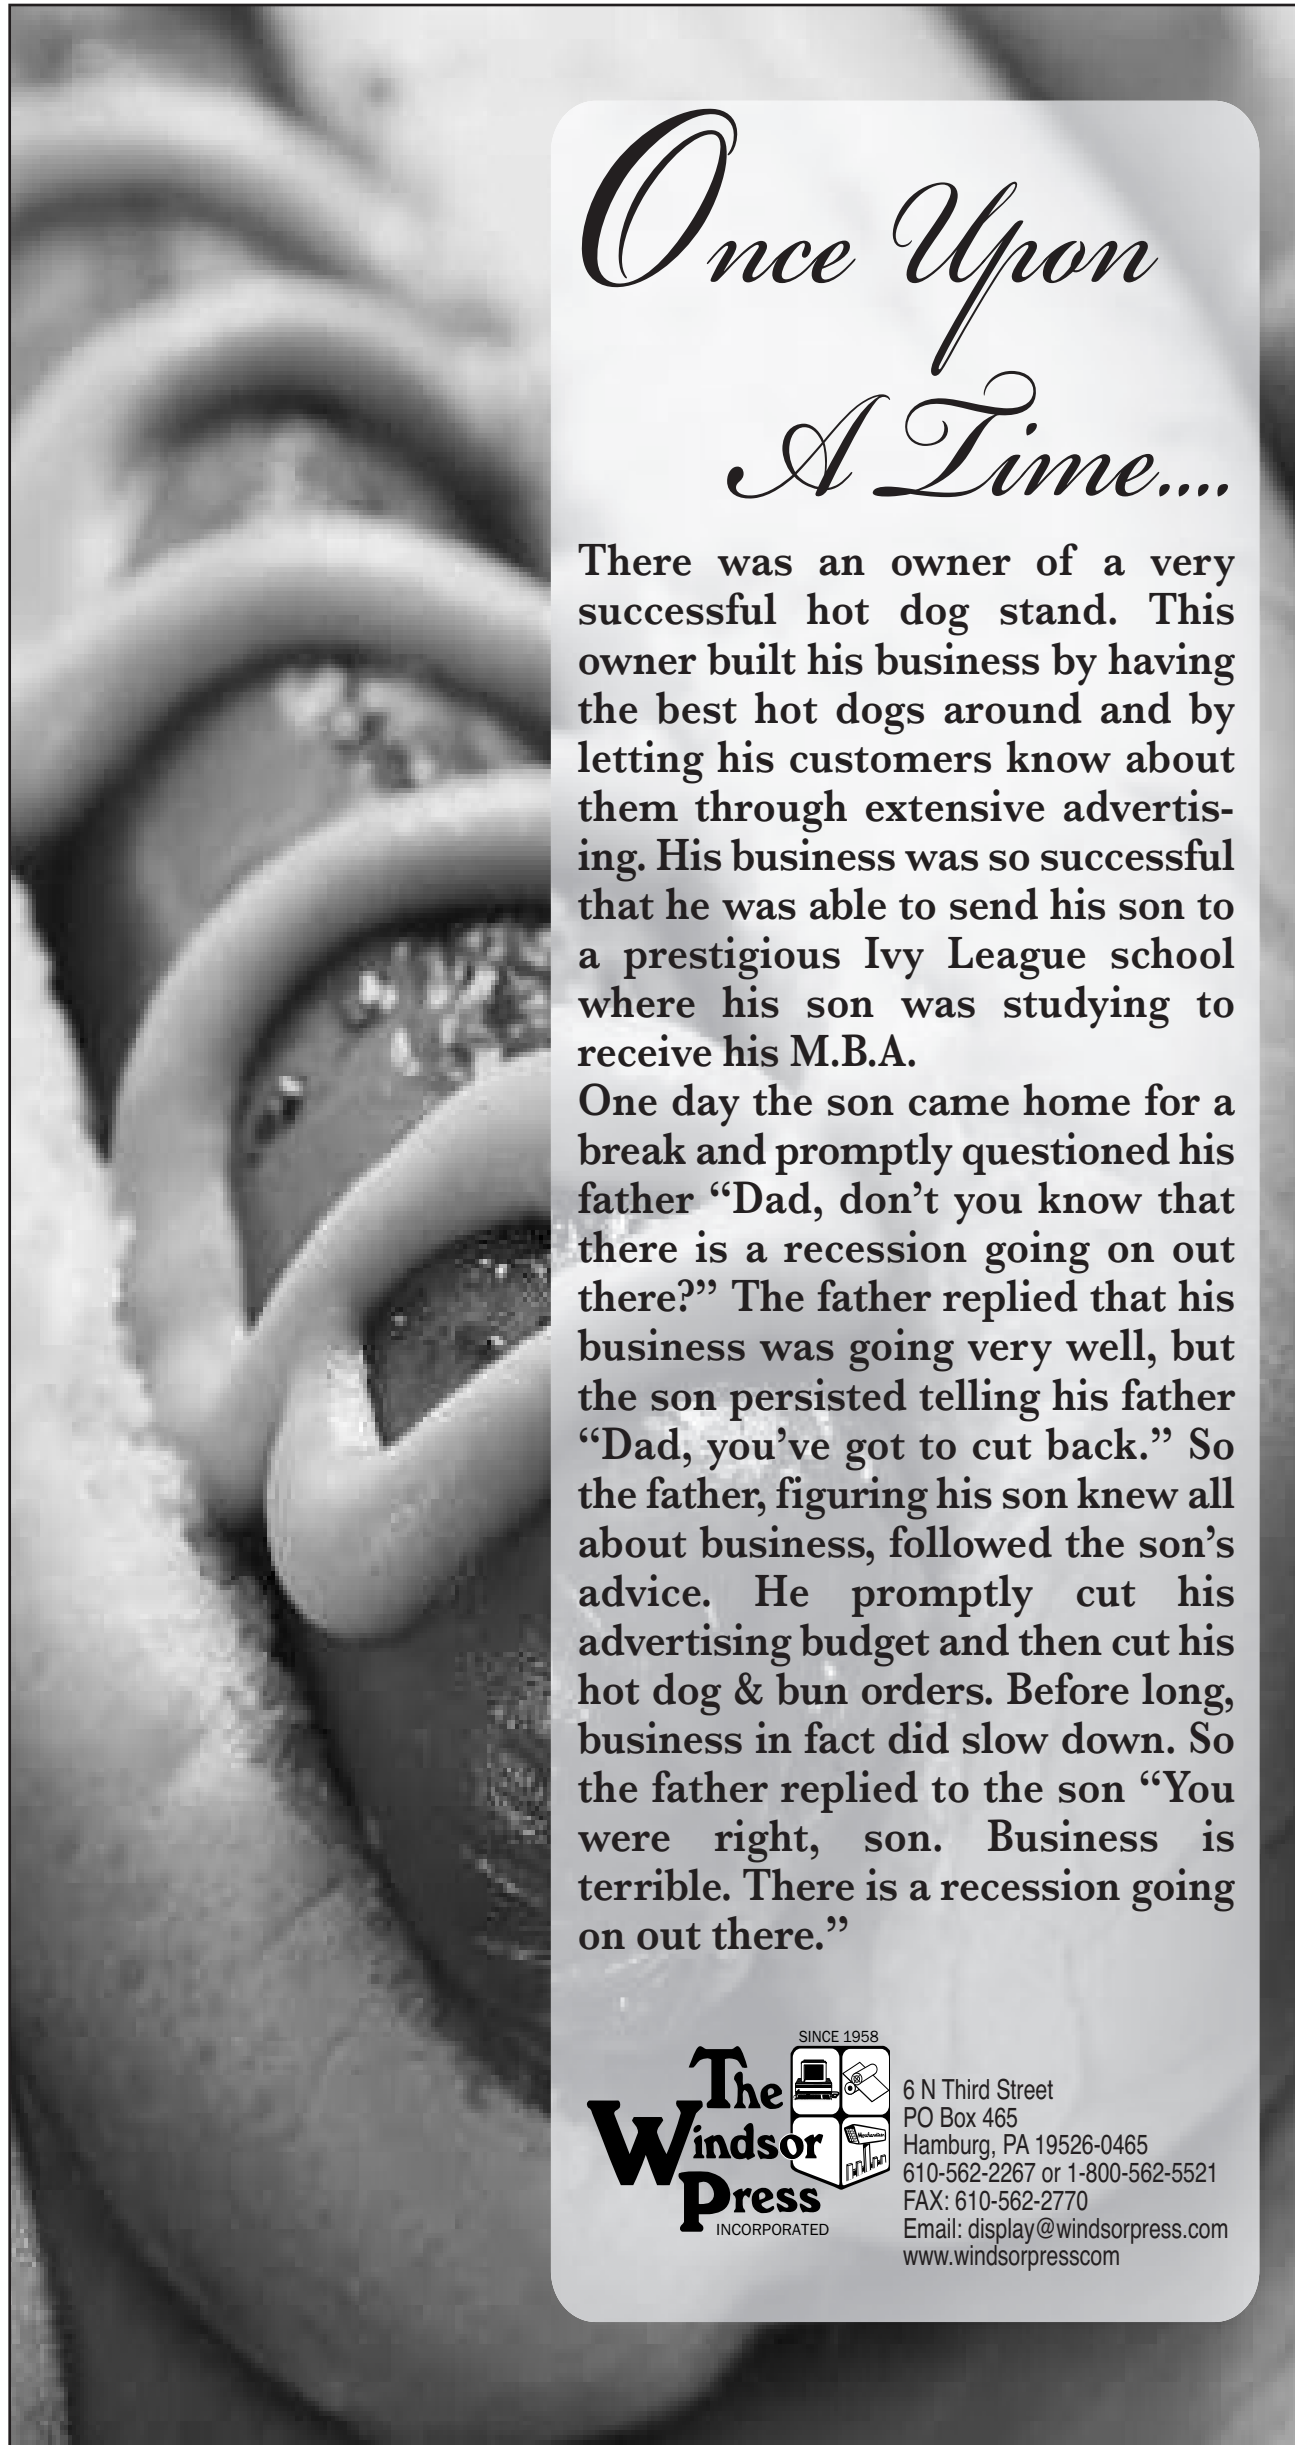 Once Upon
A Time....
There was an owner of a very
successful hot dog stand. This
owner built his business by having
the best hot dogs around and by
letting his customers know about
them through extensive advertis-
ing. His business was so successful
that he was able to send his son to
a prestigious Ivy League school
where his son was studying to
receive his M.B.A.
One day the son came home for a
break and promptly questioned his
father “Dad, don’t you know that
there is a recession going on out
there?” The father replied that his
business was going very well, but
the son persisted telling his father
“Dad, you’ve got to cut back.” So
the father, figuring his son knew all
about business, followed the son’s
advice. He promptly cut his
advertising budget and then cut his
hot dog & bun orders. Before long,
business in fact did slow down. So
the father replied to the son “You
were right, son. Business is
terrible. There is a recession going
on out there.”
SINCE 1958
The
Windsor
Press
INCORPORATED
6 N Third Street
PO Box 465
Hamburg, PA 19526-0465
610-562-2267 or 1-800-562-5521
FAX: 610-562-2770
Email: display@windsorpress.com
www.windsorpresscom